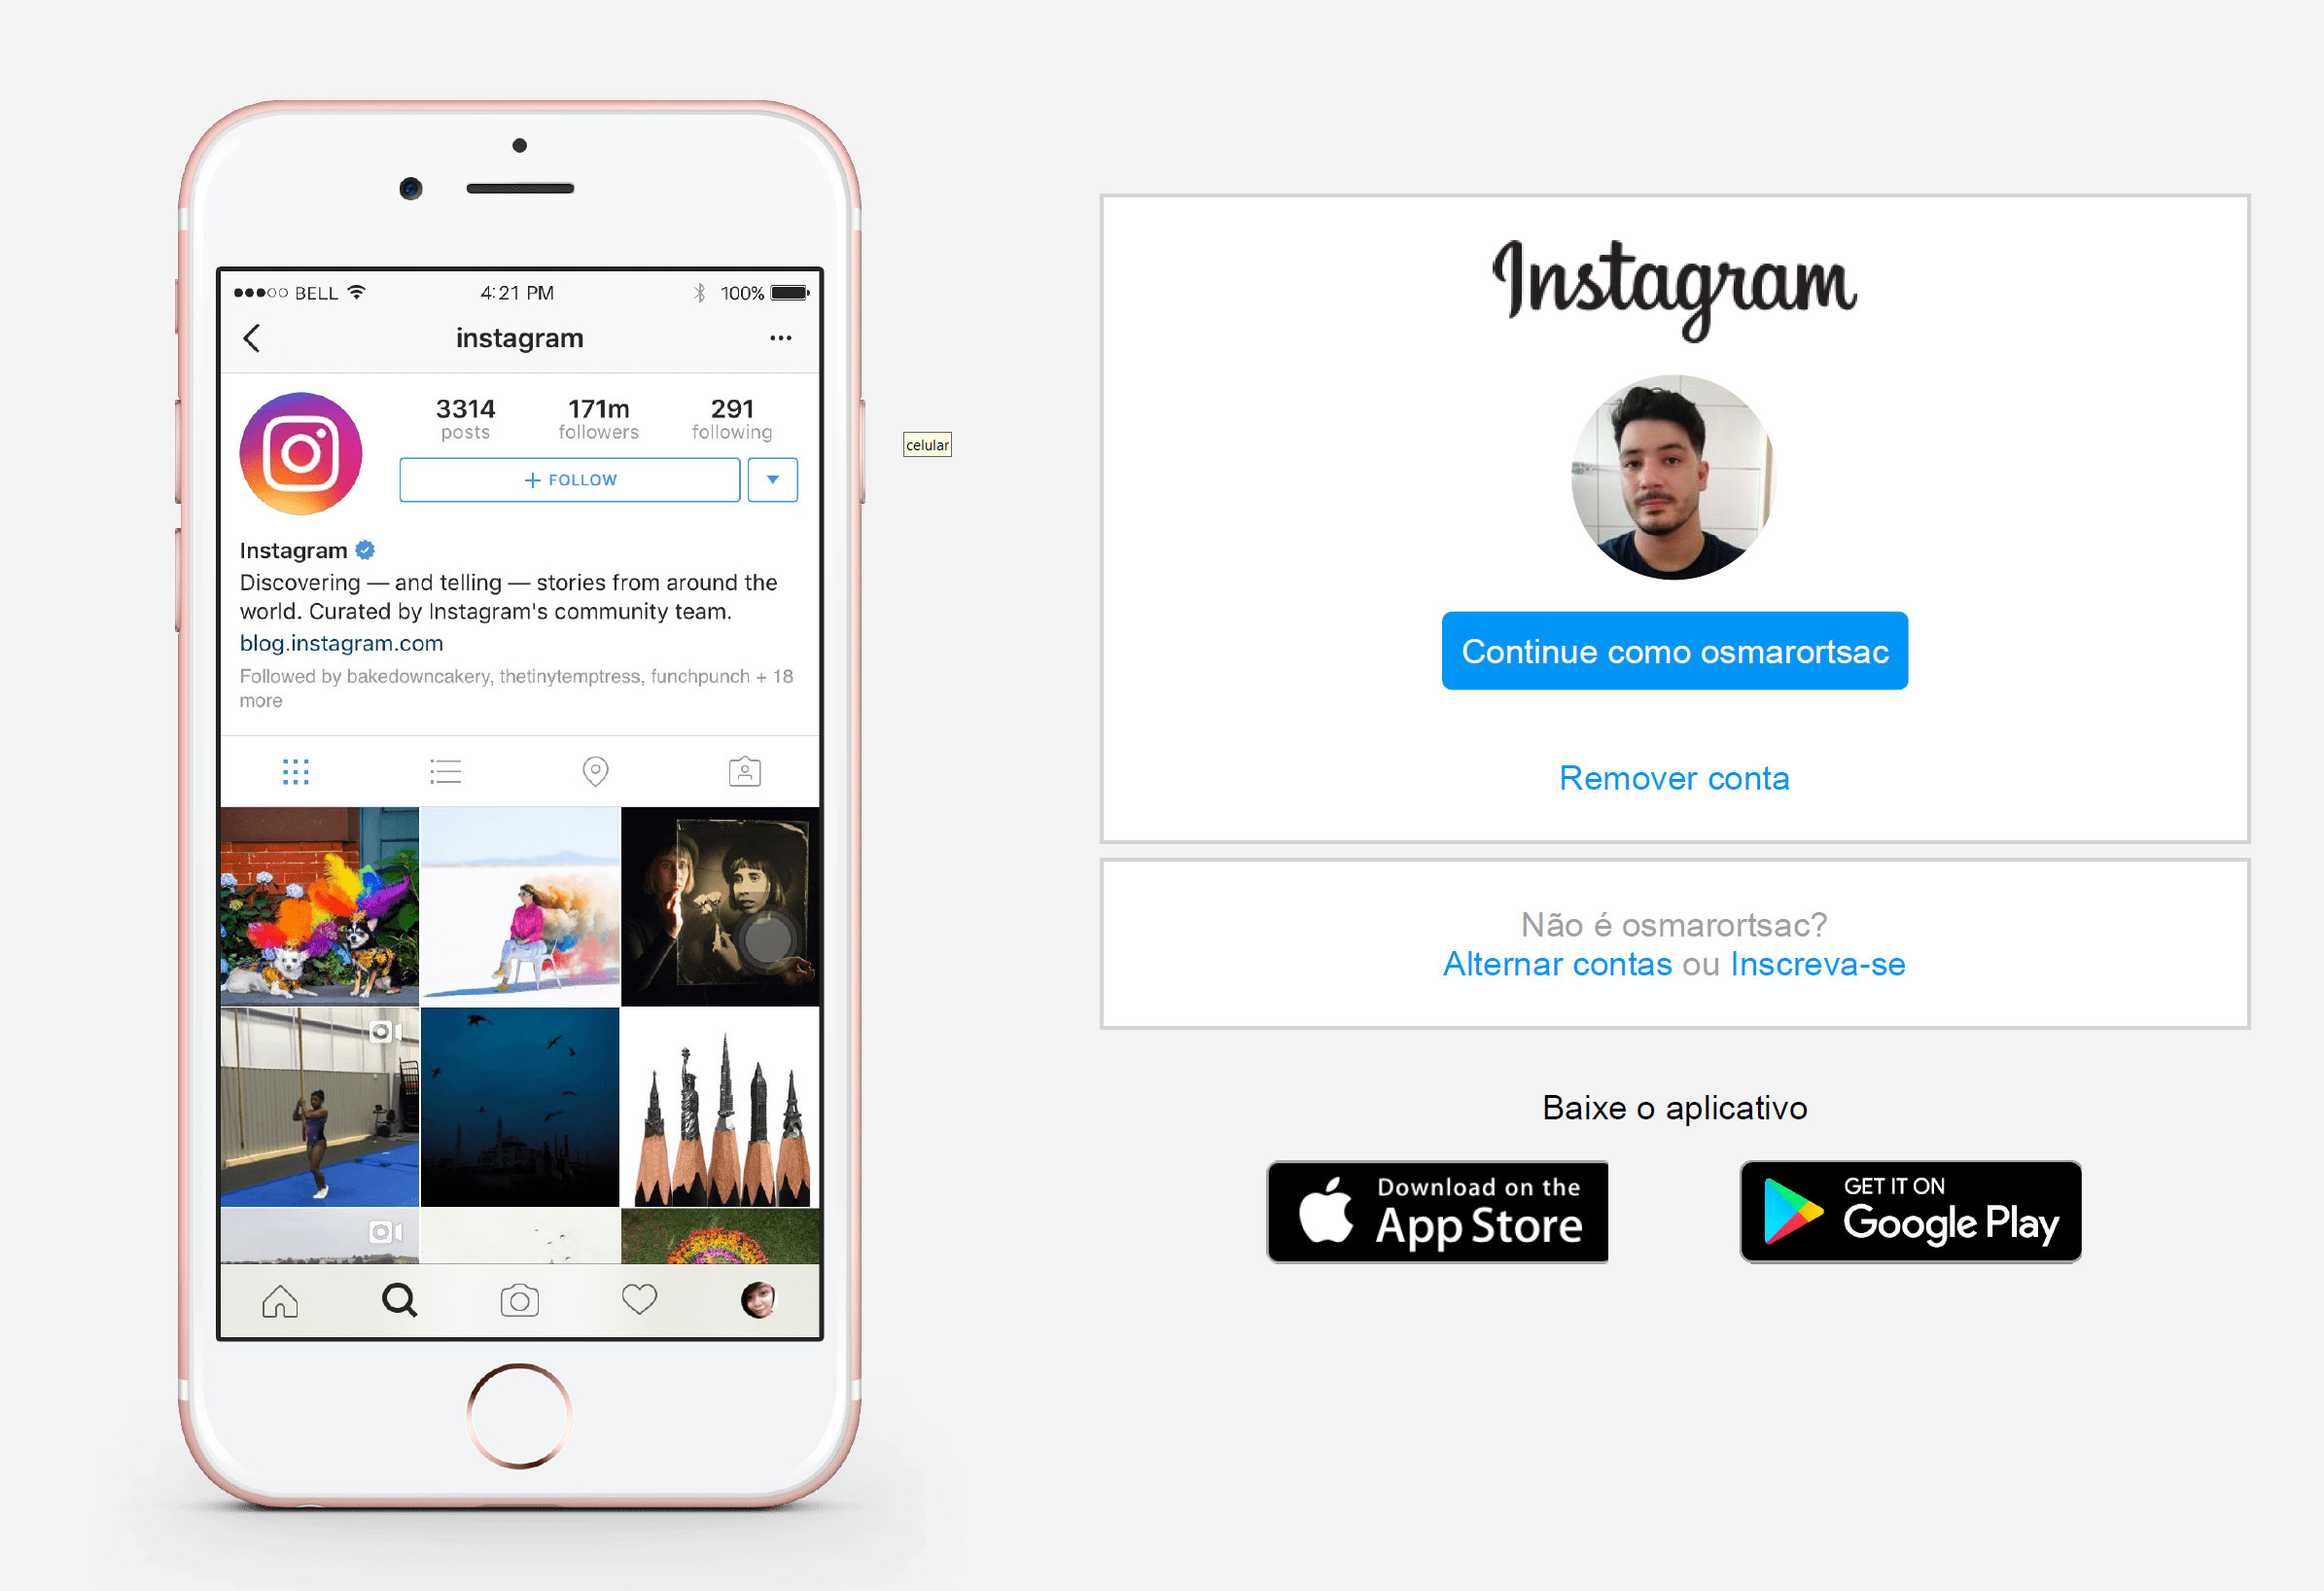 BELL 4:21 PM 100%
instagram
3314 171m 291
posts followers following
+ FOLLOW
celular
Instagram
Discovering — and telling — stories from around the
world. Curated by Instagram's community team.
blog.instagram.com
Followed by bakedowncakery, thetinytemptress, funchpunch + 18
more
Instagram
Continue como osmarortsac
Remover conta
Não é osmarortsac?
Alternar contas ou Inscreva-se
Baixe o aplicativo
Download on the
App Store
GET IT ON
Google Play